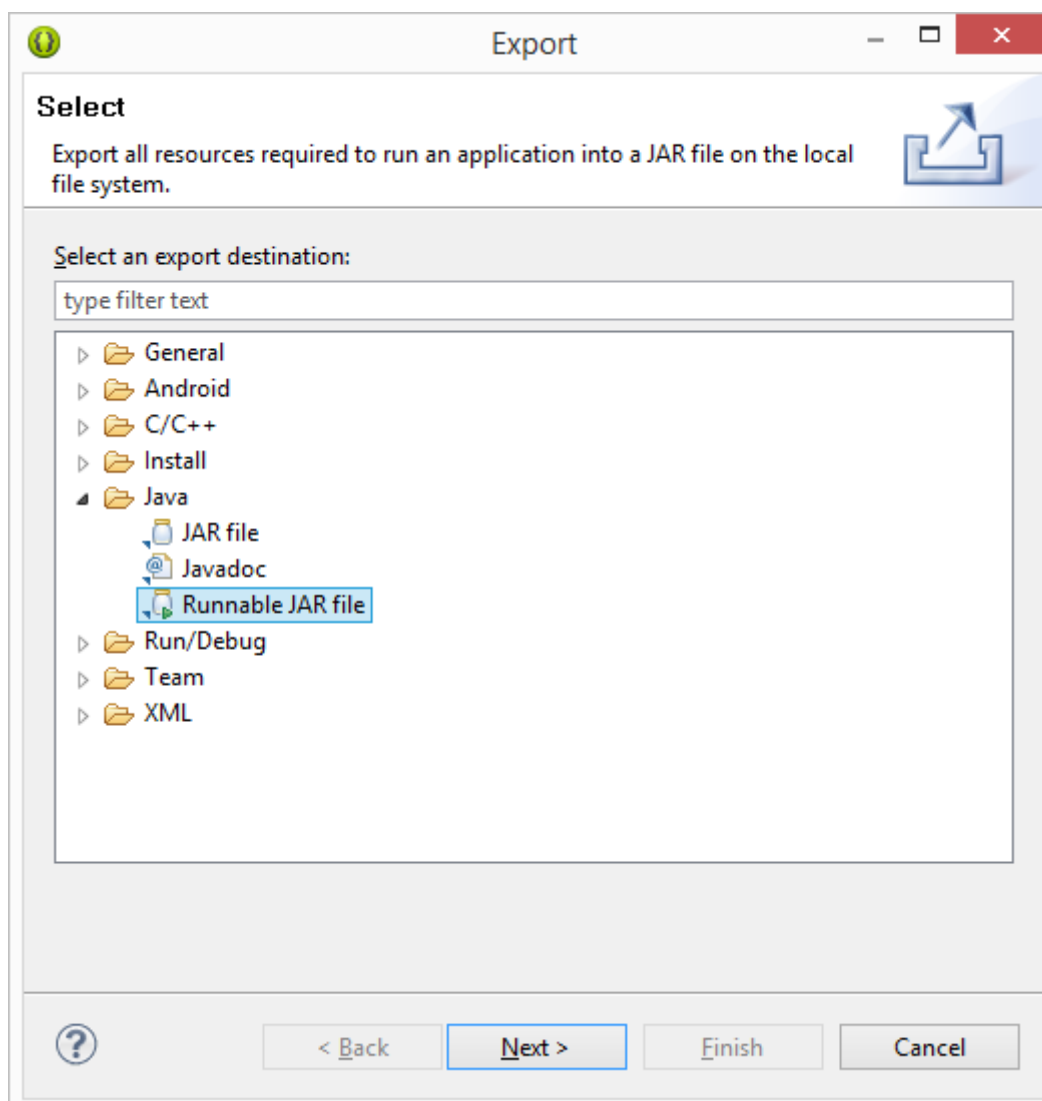 Export
Select
Export all resources required to run an application into a JAR file on the local
file system.
Select an export destination:
type filter text
General
Android
C/C++
Install
Java
JAR file
Javadoc
Runnable JAR file
Run/Debug
Team
XML
< Back
Next >
Finish
Cancel